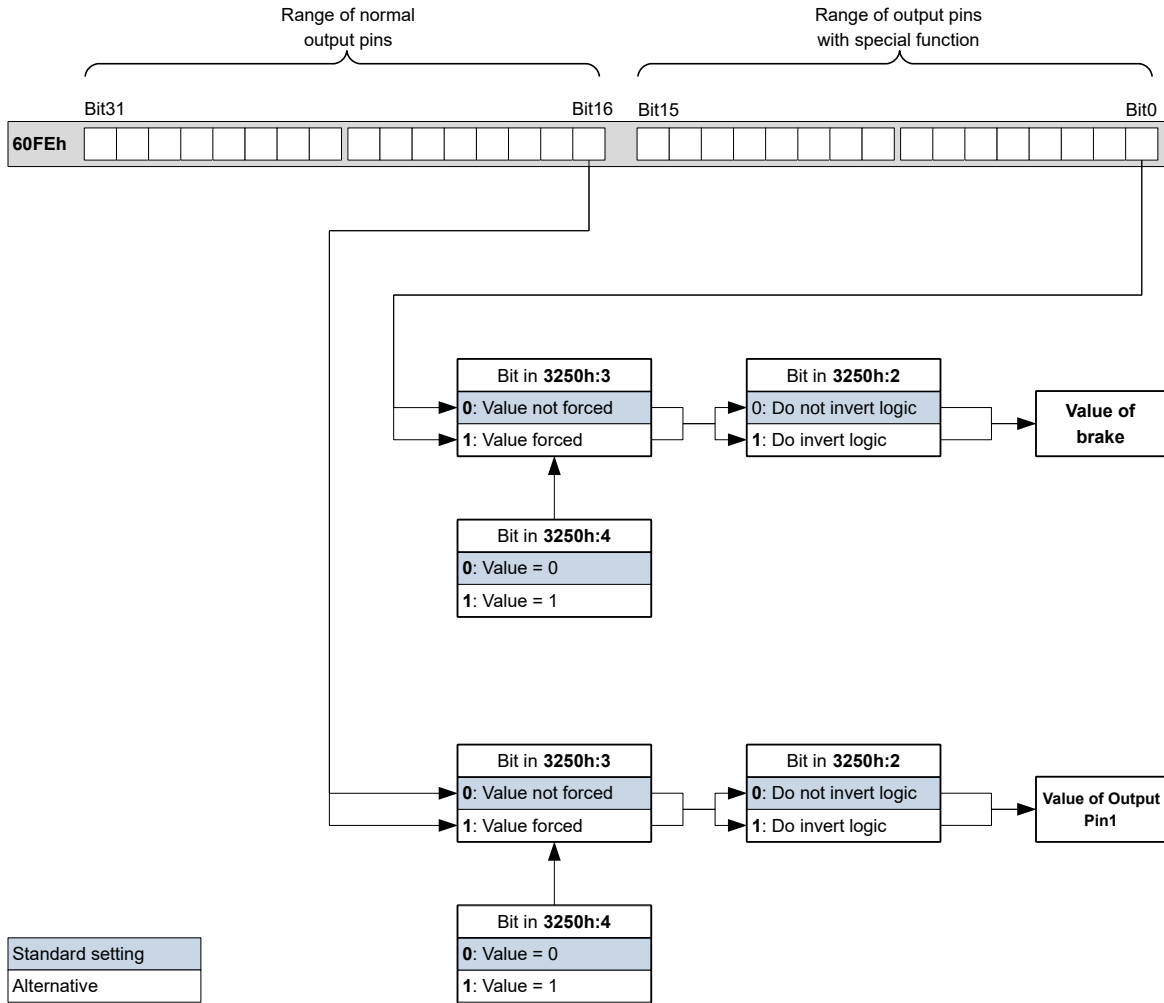 Range of normal
output pins
Range of output pins
with special function
Bit31
Bit16
Bit15
Bit0
60FEh
Bit in 3250h:3
0: Value not forced
1: Value forced
Bit in 3250h:2
0: Do not invert logic
1: Do invert logic
Value of
brake
Bit in 3250h:4
0: Value = 0
1: Value = 1
Bit in 3250h:3
0: Value not forced
1: Value forced
Bit in 3250h:2
0: Do not invert logic
1: Do invert logic
Value of Output
Pin1
Bit in 3250h:4
0: Value = 0
1: Value = 1
Standard setting
Alternative